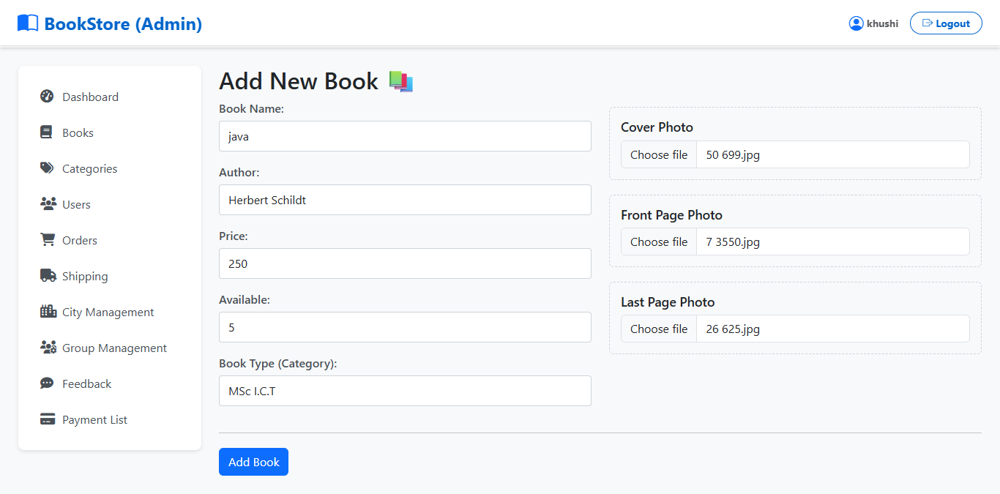 BookStore (Admin)
khushi
Logout
Dashboard
Books
Categories
Users
Orders
Shipping
City Management
Group Management
Feedback
Payment List
Add New Book
Book Name:
java
Author:
Herbert Schildt
Price:
250
Available:
5
Book Type (Category):
MSc I.C.T
Cover Photo
Choose file 50 699.jpg
Front Page Photo
Choose file 7 3550.jpg
Last Page Photo
Choose file 26 625.jpg
Add Book